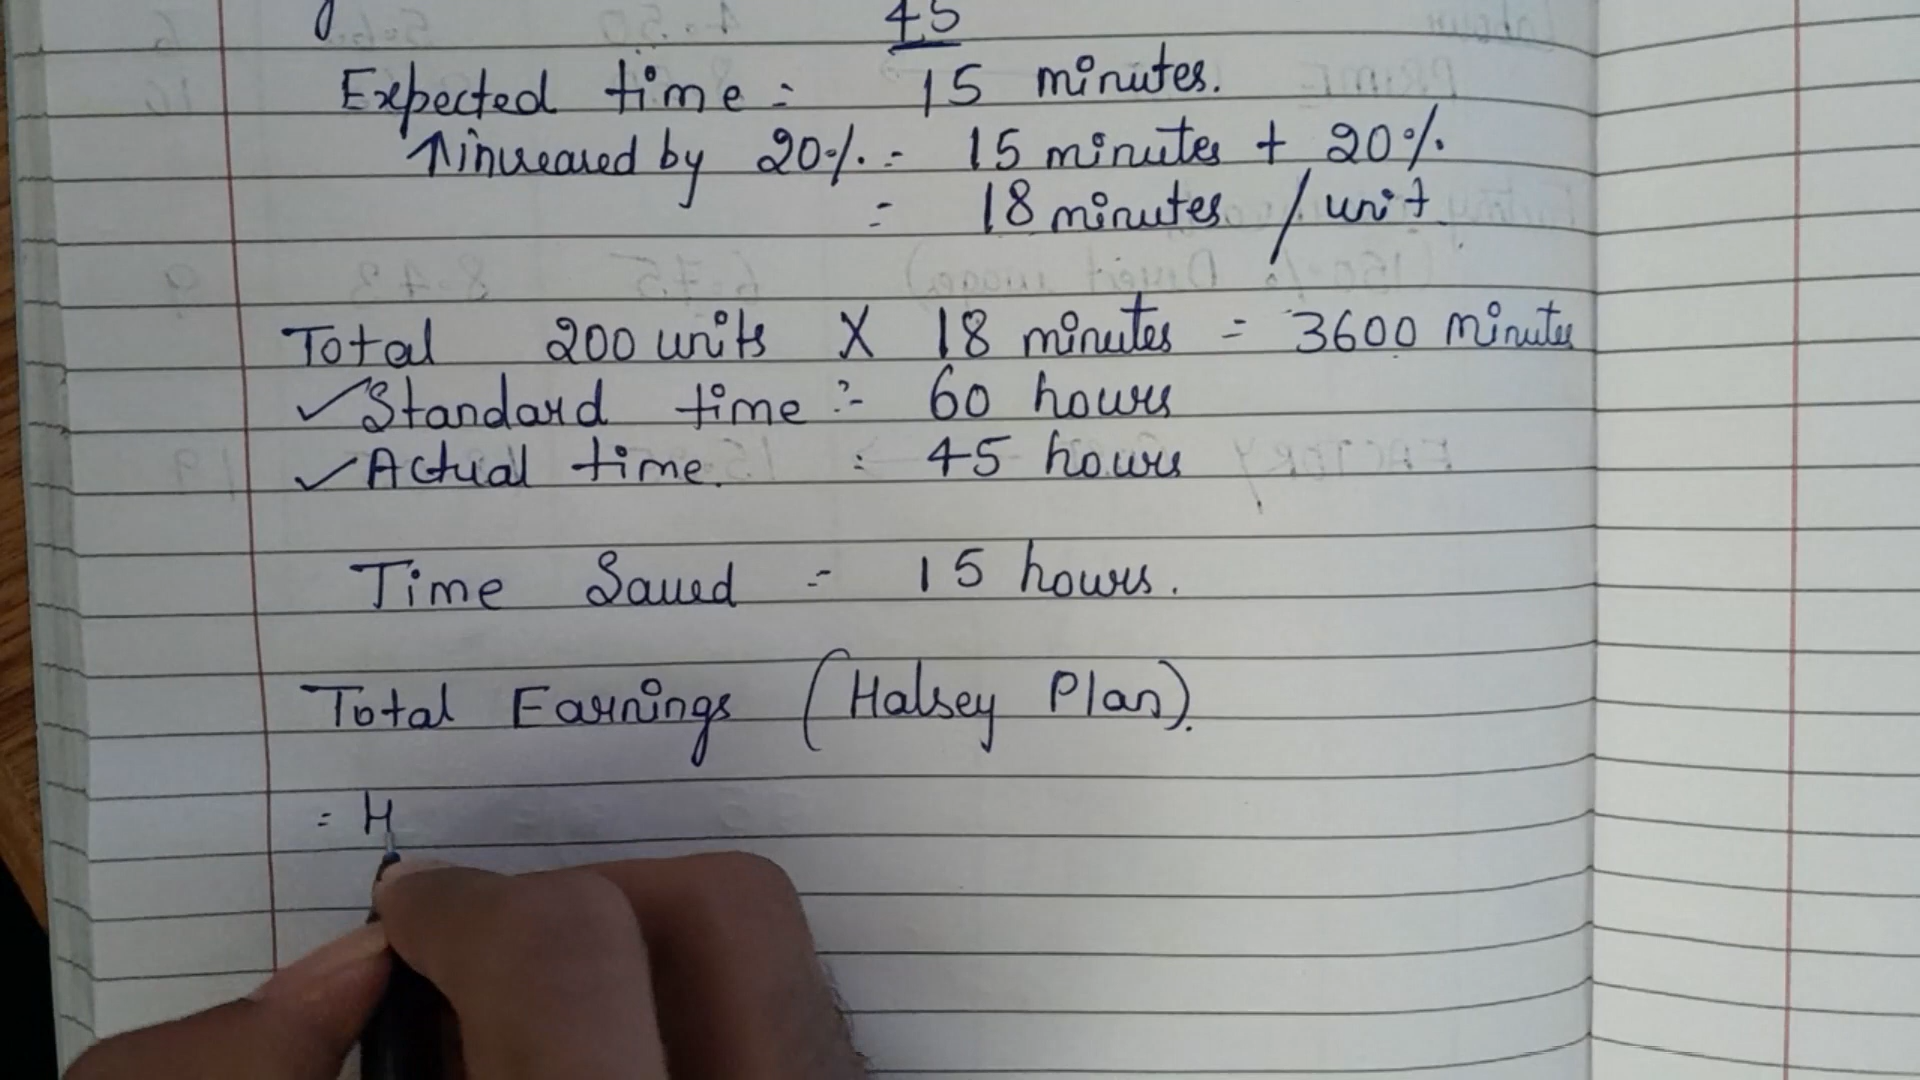 45
Expected time = 15 minutes.
↑increased by 20% = 15 minutes + 20%
= 18 minutes / unit
Total 200 units X 18 minutes = 3600 minutes
✓Standard time :- 60 hours
✓Actual time. : 45 hours
Time Saved = 15 hours.
Total Earnings (Halsey Plan).
= H